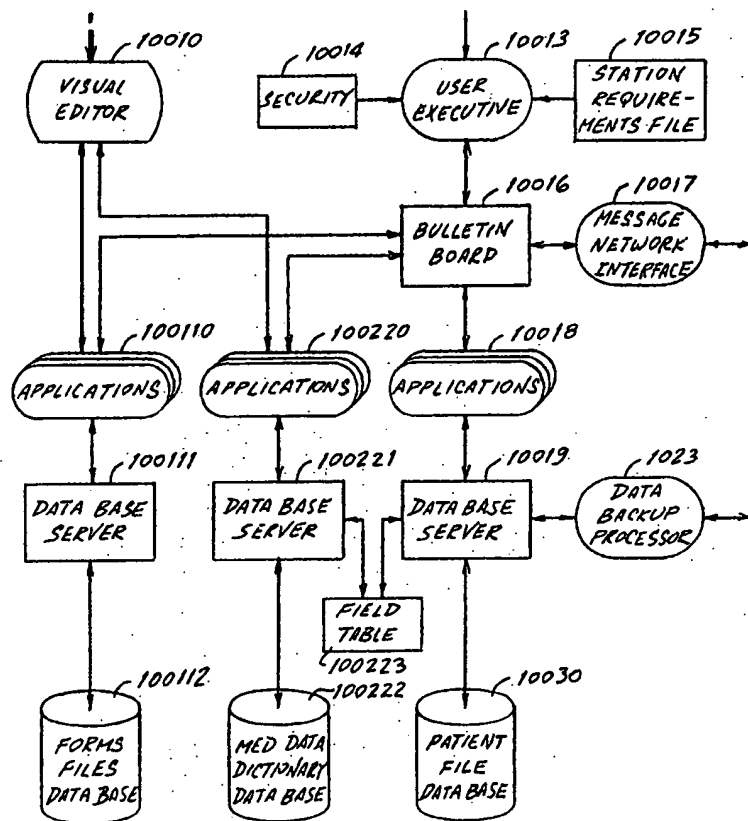 10010
VISUAL
EDITOR
10014
SECURITY
10013
USER
EXECUTIVE
10015
STATION
REQUIRE-
MENTS FILE
10016
BULLETIN
BOARD
10017
MESSAGE
NETWORK
INTERFACE
100110
APPLICATIONS
100220
APPLICATIONS
10018
APPLICATIONS
100111
DATA BASE
SERVER
100221
DATA BASE
SERVER
10019
DATA BASE
SERVER
1023
DATA
BACKUP
PROCESSOR
FIELD
TABLE
100223
100112
FORMS
FILES
DATA BASE
100222
MED DATA
DICTIONARY
DATA BASE
10030
PATIENT
FILE
DATA BASE